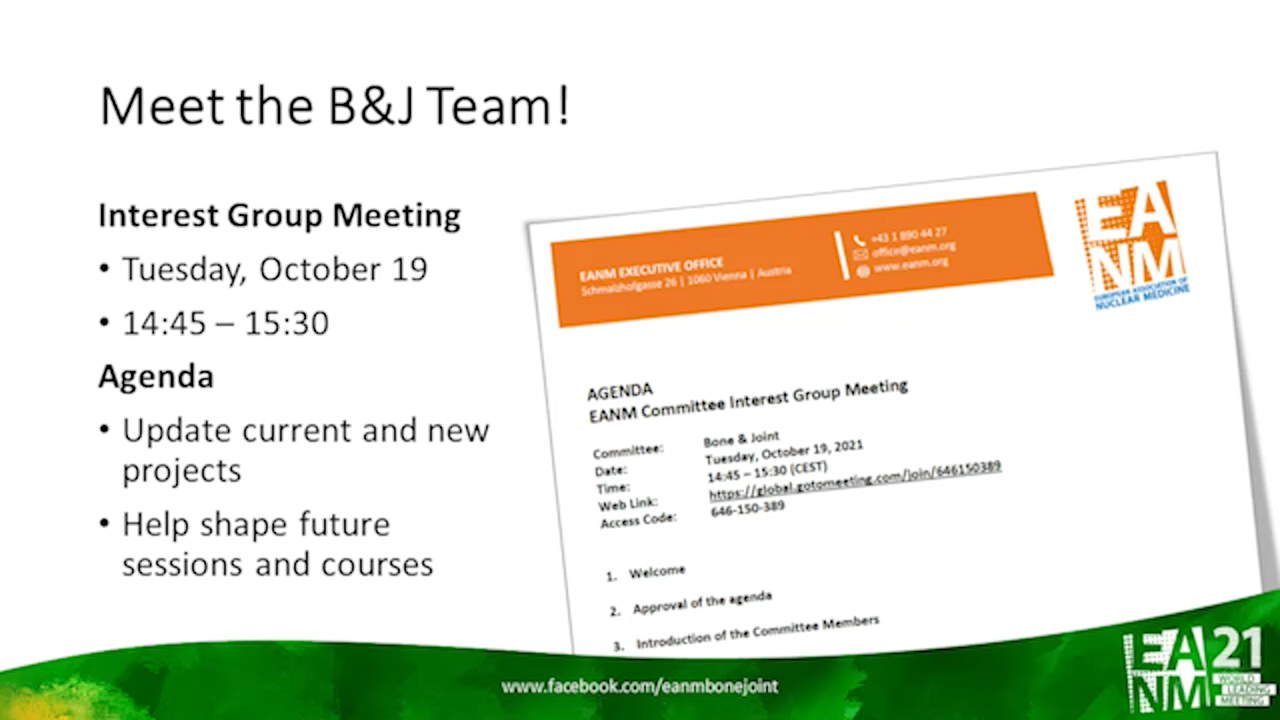 Meet the B&J Team!
Interest Group Meeting
• Tuesday, October 19
• 14:45 – 15:30
Agenda
• Update current and new
projects
• Help shape future
sessions and courses
EANM EXECUTIVE OFFICE
Schmalzhofgasse 26 | 1060 Vienna | Austria
+43 1 890 44 27
office@eanm.org
www.eanm.org
EA
NM
EUROPEAN ASSOCIATION OF
NUCLEAR MEDICINE
AGENDA
EANM Committee Interest Group Meeting
Committee: Bone & Joint
Date: Tuesday, October 19, 2021
Time: 14:45 – 15:30 (CEST)
Web Link: https://global.gotomeeting.com/join/646150389
Access Code: 646-150-389
1. Welcome
2. Approval of the agenda
3. Introduction of the Committee Members
www.facebook.com/eanmbonejoint
EA21
NM
WORLD
LEADING
MEETING